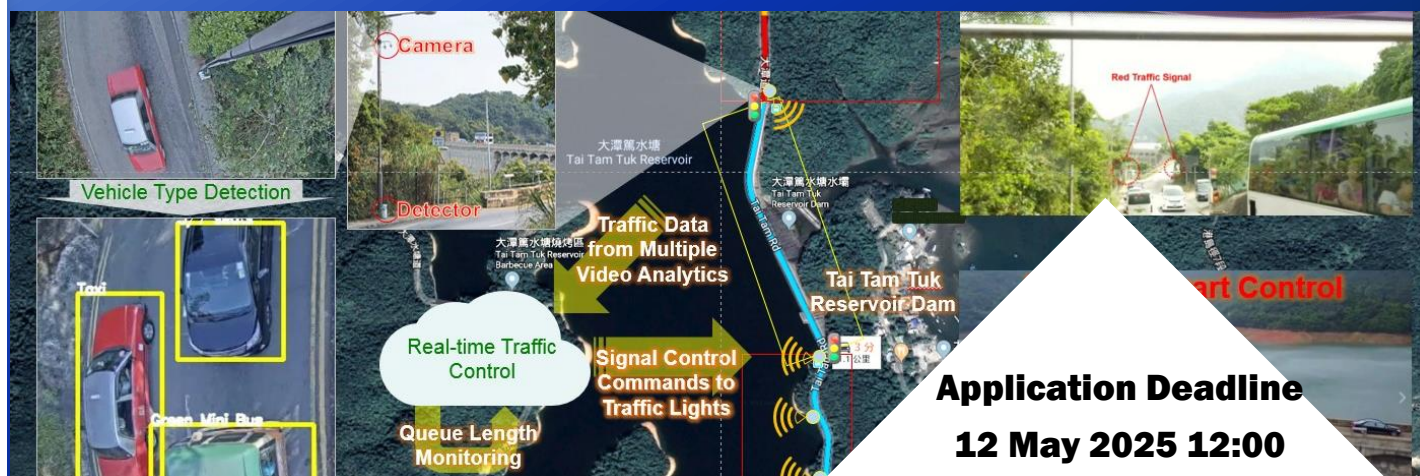 Camera
Detector
Vehicle Type Detection
Taxi
Green Mini Bus
大潭篤水塘
Tai Tam Tuk Reservoir
大潭篤水塘水壩
Tai Tam Tuk
Reservoir Dam
Tai Tam Rd
大潭篤水塘燒烤區
Tai Tam Tuk Reservoir
Barbecue Area
Traffic Data
from Multiple
Video Analytics
Tai Tam Tuk
Reservoir Dam
Real-time Traffic
Control
Signal Control
Commands to
Traffic Lights
Queue Length
Monitoring
3 分
Red Traffic Signal
art Control
Application Deadline
12 May 2025 12:00